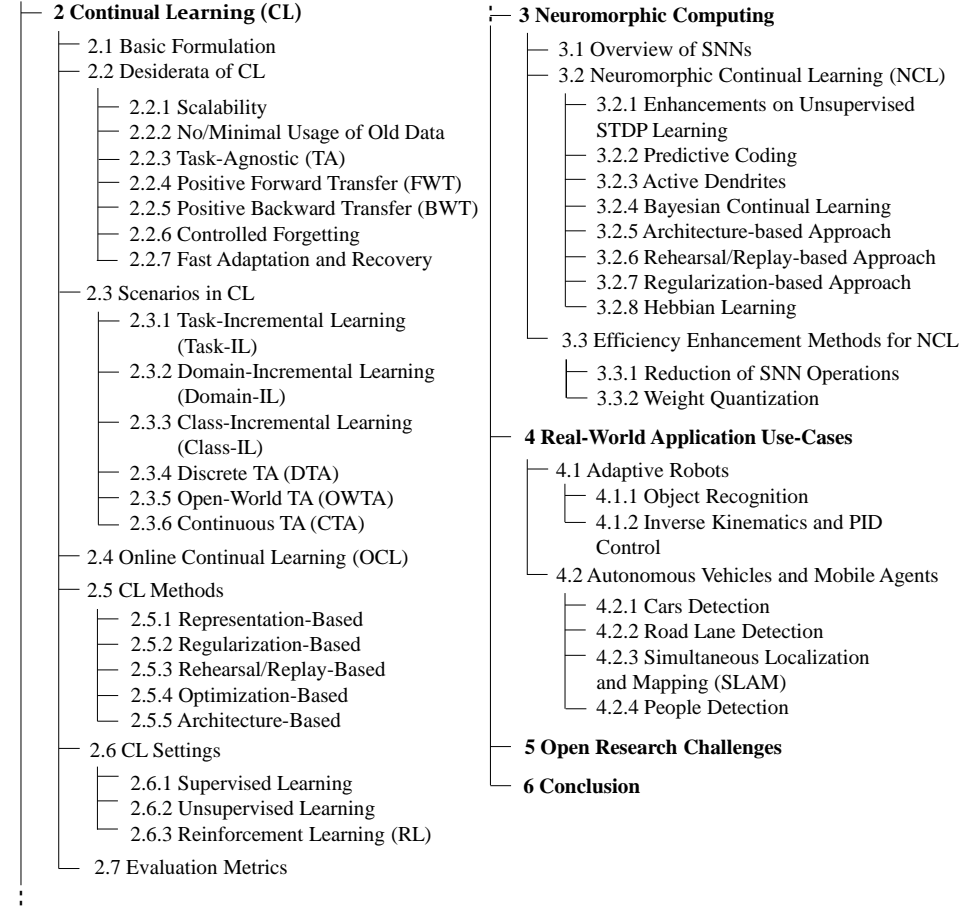 2 Continual Learning (CL)
2.1 Basic Formulation
2.2 Desiderata of CL
2.2.1 Scalability
2.2.2 No/Minimal Usage of Old Data
2.2.3 Task-Agnostic (TA)
2.2.4 Positive Forward Transfer (FWT)
2.2.5 Positive Backward Transfer (BWT)
2.2.6 Controlled Forgetting
2.2.7 Fast Adaptation and Recovery
2.3 Scenarios in CL
2.3.1 Task-Incremental Learning
(Task-IL)
2.3.2 Domain-Incremental Learning
(Domain-IL)
2.3.3 Class-Incremental Learning
(Class-IL)
2.3.4 Discrete TA (DTA)
2.3.5 Open-World TA (OWTA)
2.3.6 Continuous TA (CTA)
2.4 Online Continual Learning (OCL)
2.5 CL Methods
2.5.1 Representation-Based
2.5.2 Regularization-Based
2.5.3 Rehearsal/Replay-Based
2.5.4 Optimization-Based
2.5.5 Architecture-Based
2.6 CL Settings
2.6.1 Supervised Learning
2.6.2 Unsupervised Learning
2.6.3 Reinforcement Learning (RL)
2.7 Evaluation Metrics
3 Neuromorphic Computing
3.1 Overview of SNNs
3.2 Neuromorphic Continual Learning (NCL)
3.2.1 Enhancements on Unsupervised
STDP Learning
3.2.2 Predictive Coding
3.2.3 Active Dendrites
3.2.4 Bayesian Continual Learning
3.2.5 Architecture-based Approach
3.2.6 Rehearsal/Replay-based Approach
3.2.7 Regularization-based Approach
3.2.8 Hebbian Learning
3.3 Efficiency Enhancement Methods for NCL
3.3.1 Reduction of SNN Operations
3.3.2 Weight Quantization
4 Real-World Application Use-Cases
4.1 Adaptive Robots
4.1.1 Object Recognition
4.1.2 Inverse Kinematics and PID
Control
4.2 Autonomous Vehicles and Mobile Agents
4.2.1 Cars Detection
4.2.2 Road Lane Detection
4.2.3 Simultaneous Localization
and Mapping (SLAM)
4.2.4 People Detection
5 Open Research Challenges
6 Conclusion